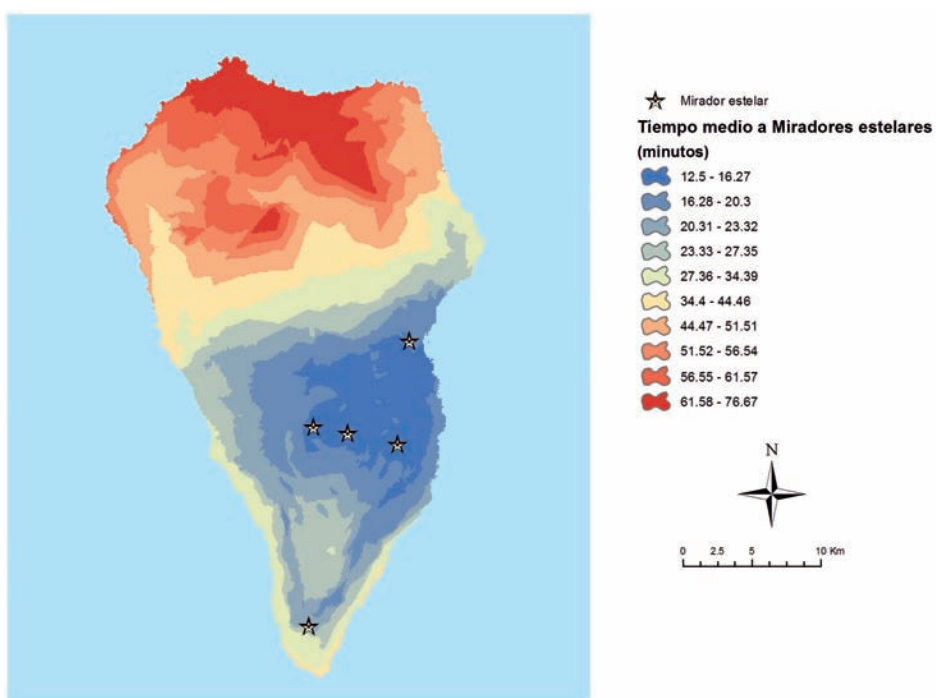 Mirador estelar
Tiempo medio a Miradores estelares
(minutos)
12.5 - 16.27
16.28 - 20.3
20.31 - 23.32
23.33 - 27.35
27.36 - 34.39
34.4 - 44.46
44.47 - 51.51
51.52 - 56.54
56.55 - 61.57
61.58 - 76.67
N
0 2.5 5 10 Km